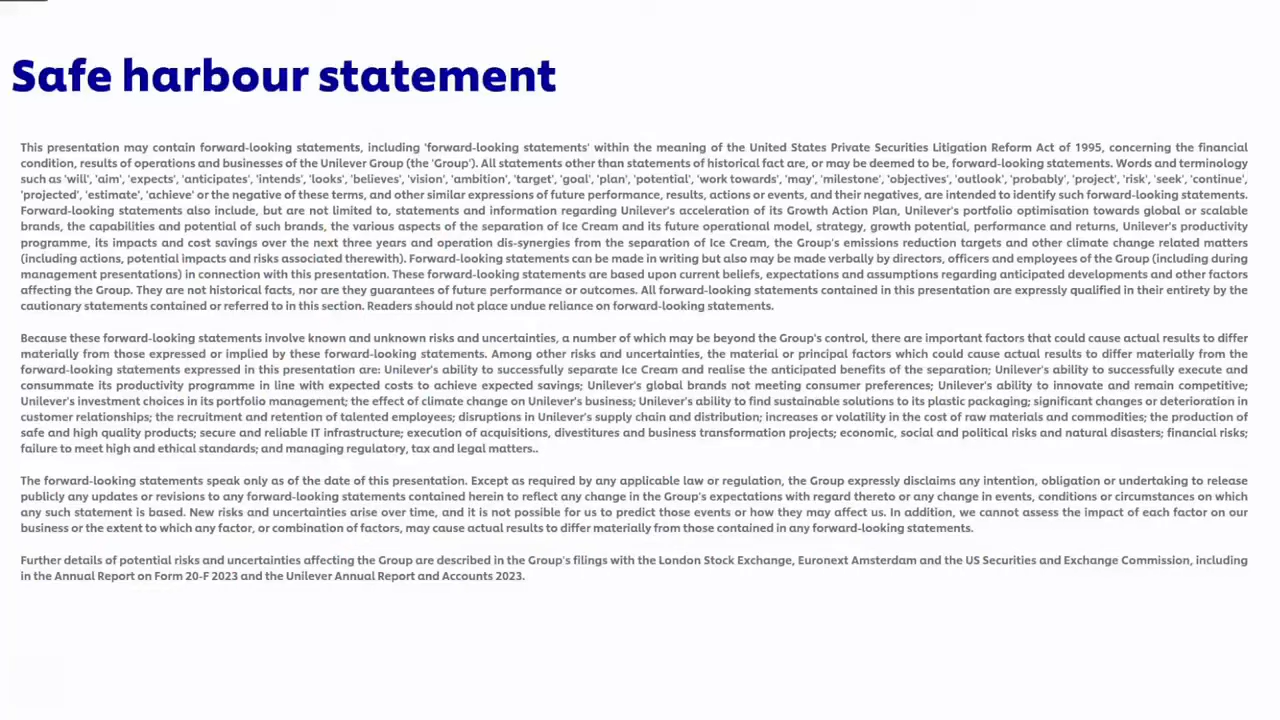 Safe harbour statement
This presentation may contain forward-looking statements, including 'forward-looking statements' within the meaning of the United States Private Securities Litigation Reform Act of 1995, concerning the financial
condition, results of operations and businesses of the Unilever Group (the 'Group'). All statements other than statements of historical fact are, or may be deemed to be, forward-looking statements. Words and terminology
such as 'will', 'aim', 'expects', 'anticipates', 'intends', 'looks', 'believes', 'vision', 'ambition', 'target', 'goal', 'plan', 'potential', 'work towards', 'may', 'milestone', 'objectives', 'outlook', 'probably', 'project', 'risk', 'seek', 'continue',
'projected', 'estimate', 'achieve' or the negative of these terms, and other similar expressions of future performance, results, actions or events, and their negatives, are intended to identify such forward-looking statements.
Forward-looking statements also include, but are not limited to, statements and information regarding Unilever's acceleration of its Growth Action Plan, Unilever's portfolio optimisation towards global or scalable
brands, the capabilities and potential of such brands, the various aspects of the separation of Ice Cream and its future operational model, strategy, growth potential, performance and returns, Unilever's productivity
programme, its impacts and cost savings over the next three years and operation dis-synergies from the separation of Ice Cream, the Group's emissions reduction targets and other climate change related matters
(including actions, potential impacts and risks associated therewith). Forward-looking statements can be made in writing but also may be made verbally by directors, officers and employees of the Group (including during
management presentations) in connection with this presentation. These forward-looking statements are based upon current beliefs, expectations and assumptions regarding anticipated developments and other factors
affecting the Group. They are not historical facts, nor are they guarantees of future performance or outcomes. All forward-looking statements contained in this presentation are expressly qualified in their entirety by the
cautionary statements contained or referred to in this section. Readers should not place undue reliance on forward-looking statements.
Because these forward-looking statements involve known and unknown risks and uncertainties, a number of which may be beyond the Group's control, there are important factors that could cause actual results to differ
materially from those expressed or implied by these forward-looking statements. Among other risks and uncertainties, the material or principal factors which could cause actual results to differ materially from the
forward-looking statements expressed in this presentation are: Unilever's ability to successfully separate Ice Cream and realise the anticipated benefits of the separation; Unilever's ability to successfully execute and
consummate its productivity programme in line with expected costs to achieve expected savings; Unilever's global brands not meeting consumer preferences; Unilever's ability to innovate and remain competitive;
Unilever's investment choices in its portfolio management; the effect of climate change on Unilever's business; Unilever's ability to find sustainable solutions to its plastic packaging; significant changes or deterioration in
customer relationships; the recruitment and retention of talented employees; disruptions in Unilever's supply chain and distribution; increases or volatility in the cost of raw materials and commodities; the production of
safe and high quality products; secure and reliable IT infrastructure; execution of acquisitions, divestitures and business transformation projects; economic, social and political risks and natural disasters; financial risks;
failure to meet high and ethical standards; and managing regulatory, tax and legal matters..
The forward-looking statements speak only as of the date of this presentation. Except as required by any applicable law or regulation, the Group expressly disclaims any intention, obligation or undertaking to release
publicly any updates or revisions to any forward-looking statements contained herein to reflect any change in the Group's expectations with regard thereto or any change in events, conditions or circumstances on which
any such statement is based. New risks and uncertainties arise over time, and it is not possible for us to predict those events or how they may affect us. In addition, we cannot assess the impact of each factor on our
business or the extent to which any factor, or combination of factors, may cause actual results to differ materially from those contained in any forward-looking statements.
Further details of potential risks and uncertainties affecting the Group are described in the Group's filings with the London Stock Exchange, Euronext Amsterdam and the US Securities and Exchange Commission, including
in the Annual Report on Form 20-F 2023 and the Unilever Annual Report and Accounts 2023.